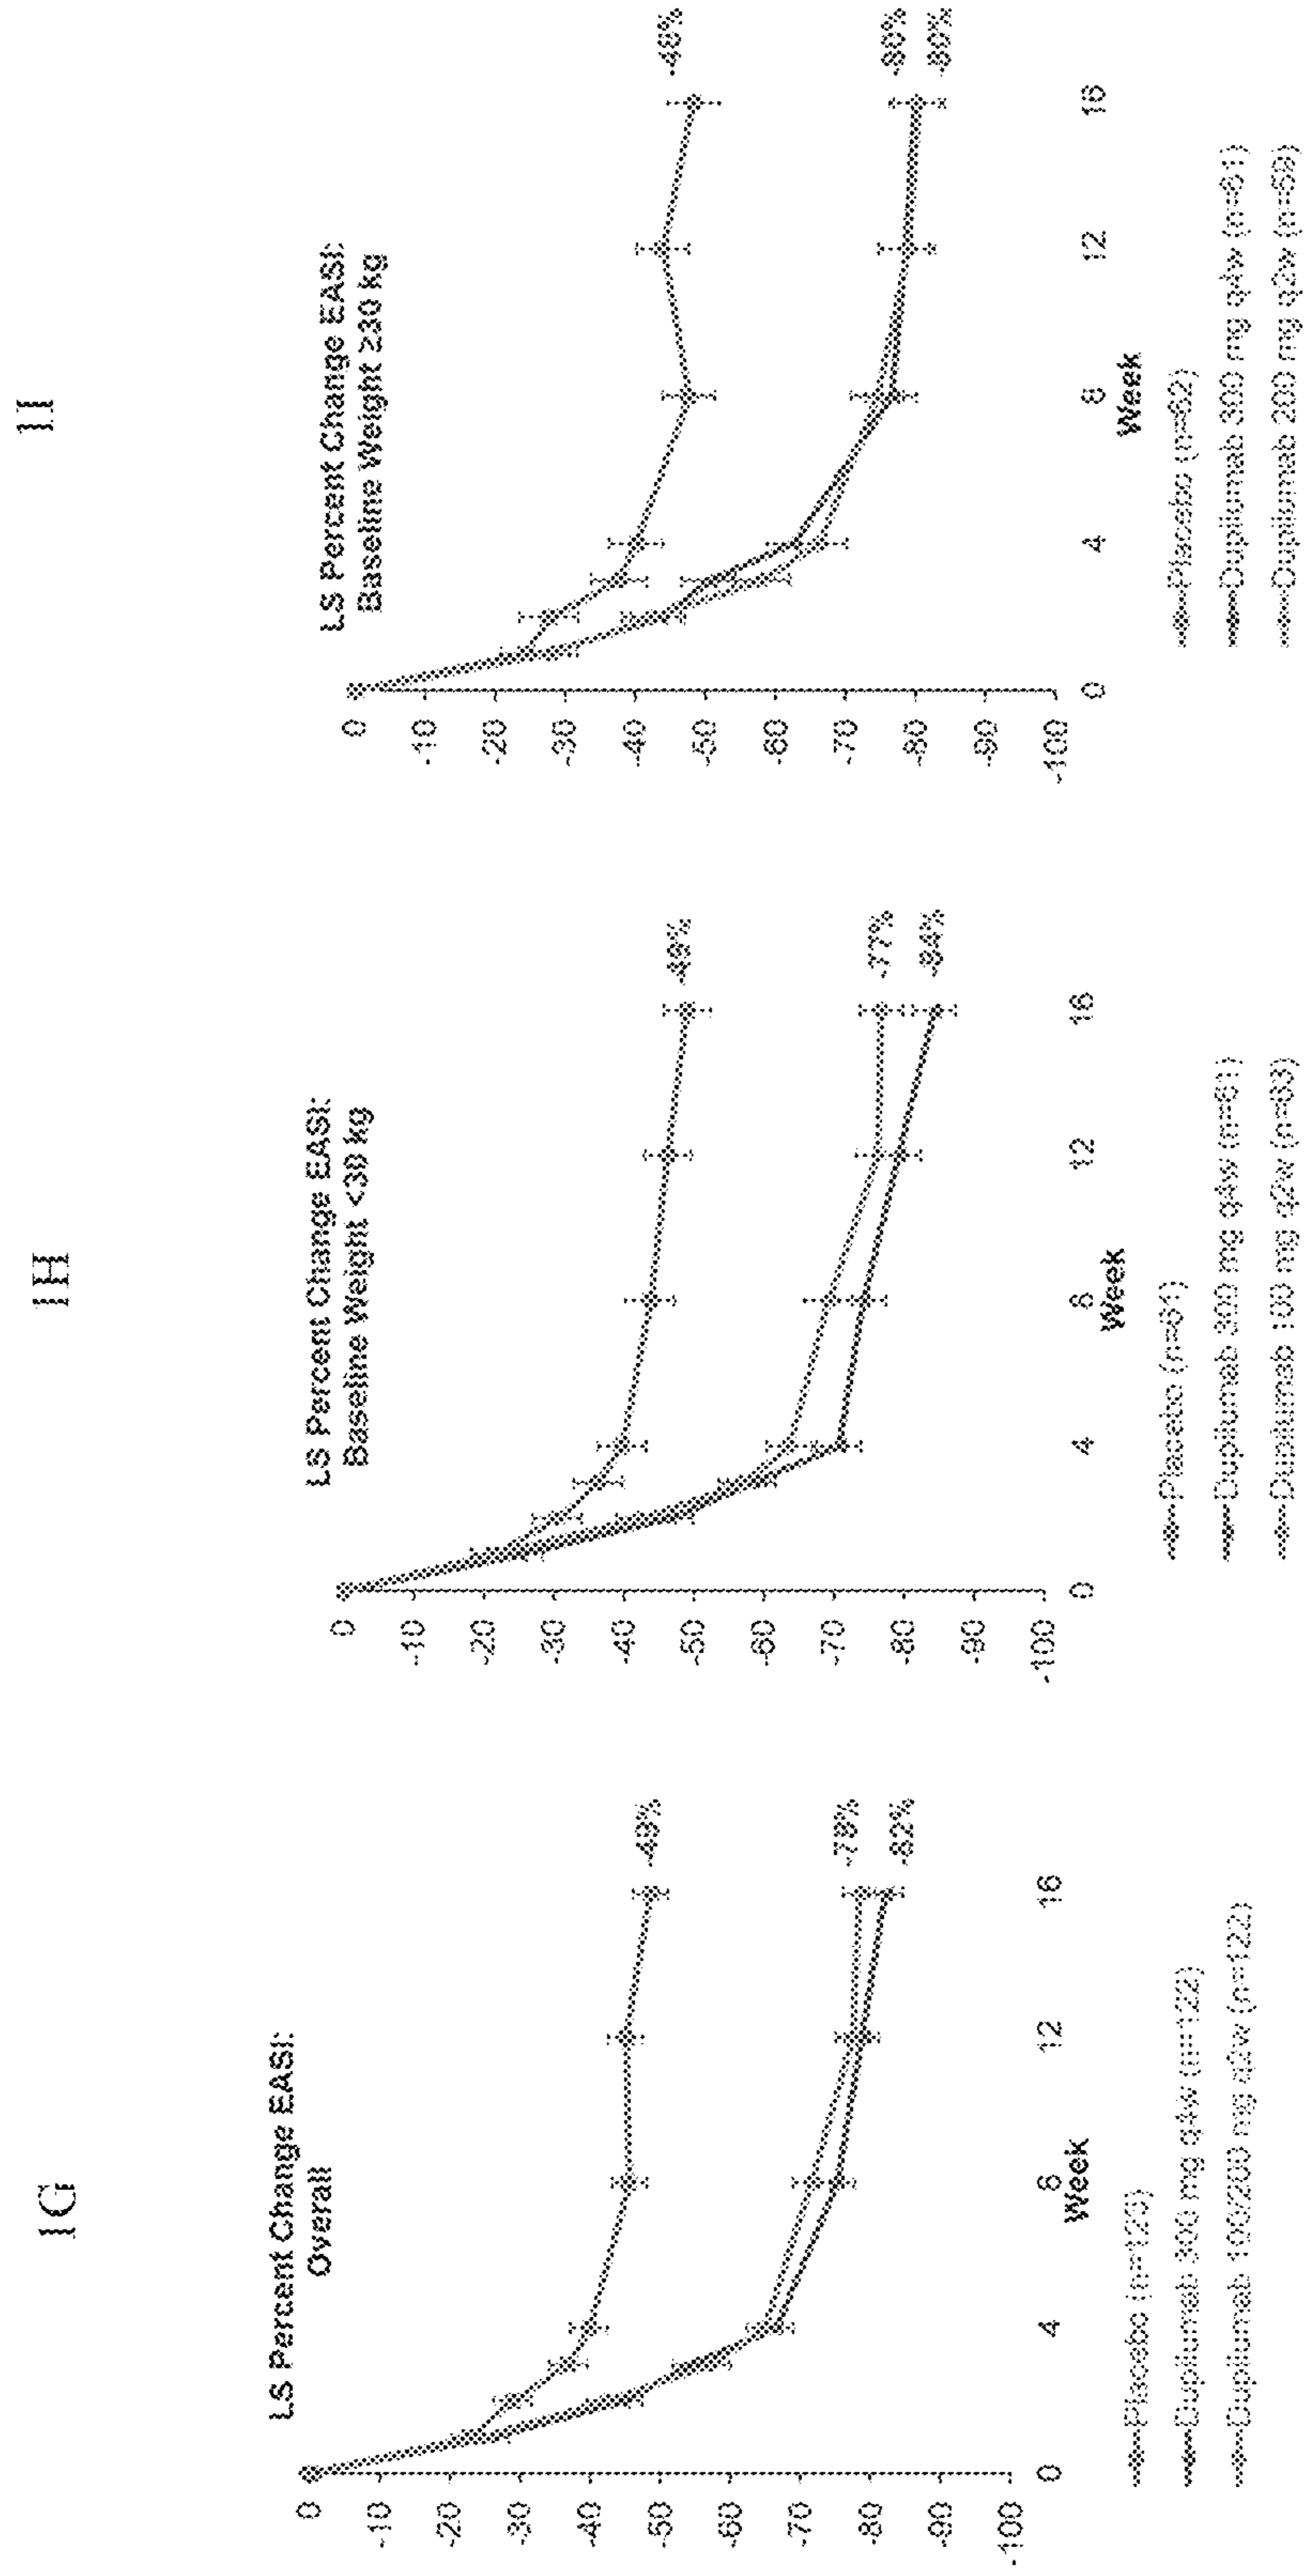 1G
LS Percent Change EASI:
Overall
0
-10
-20
-30
-40
-50
-60
-70
-80
-90
-100
-49%
-78%
-82%
0
4
8
12
16
Week
Placebo (n=123)
Dupilumab 300 mg q4w (n=122)
Dupilumab 100/200 mg q2w (n=122)
1H
LS Percent Change EASI:
Baseline Weight <30 kg
0
-10
-20
-30
-40
-50
-60
-70
-80
-90
-100
-49%
-77%
-84%
0
4
8
12
16
Week
Placebo (n=61)
Dupilumab 300 mg q4w (n=61)
Dupilumab 100 mg q2w (n=63)
1I
LS Percent Change EASI:
Baseline Weight ≥30 kg
0
-10
-20
-30
-40
-50
-60
-70
-80
-90
-100
-48%
-80%
-80%
0
4
8
12
16
Week
Placebo (n=62)
Dupilumab 300 mg q4w (n=61)
Dupilumab 200 mg q2w (n=59)